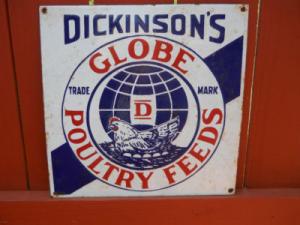 DICKINSON'S
GLOBE
TRADE MARK
D
POULTRY FEEDS